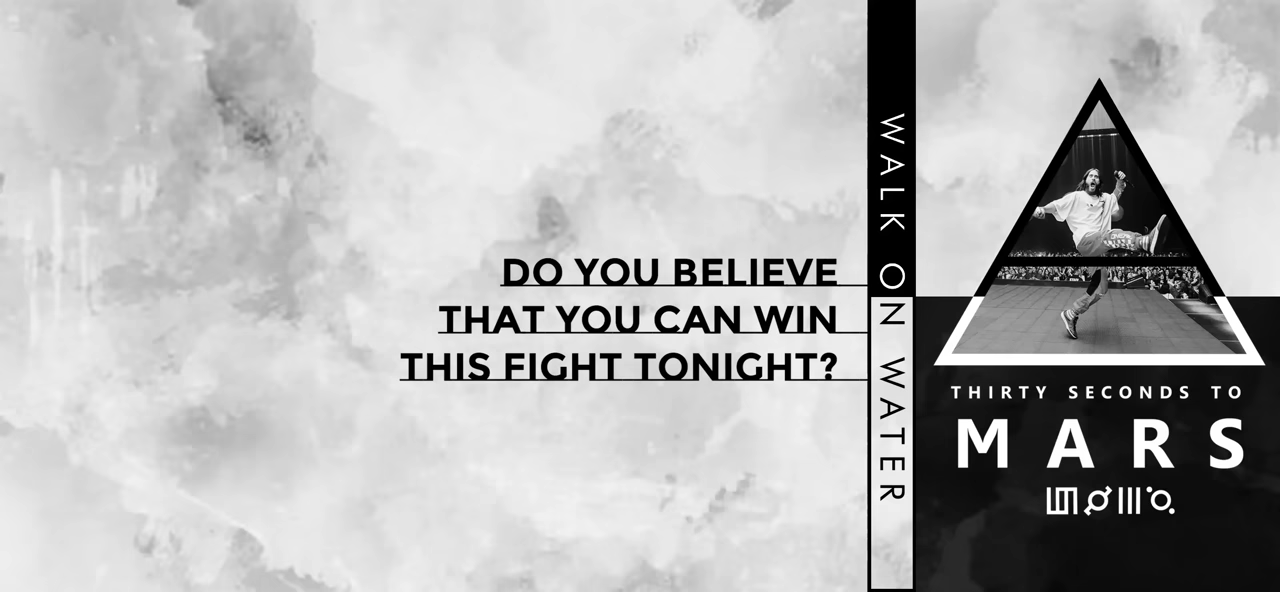 DO YOU BELIEVE
THAT YOU CAN WIN
THIS FIGHT TONIGHT?
WALK ON WATER
THIRTY SECONDS TO
MARS